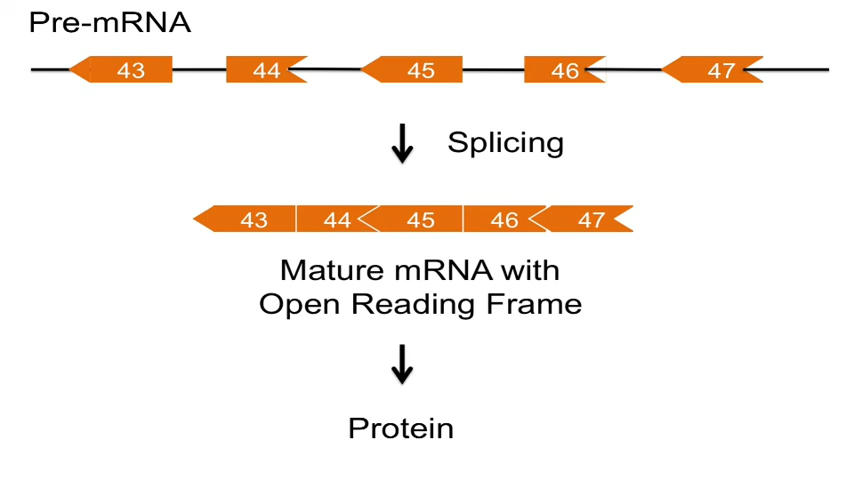 Pre-mRNA
43 44 45 46 47
Splicing
43 44 45 46 47
Mature mRNA with
Open Reading Frame
Protein